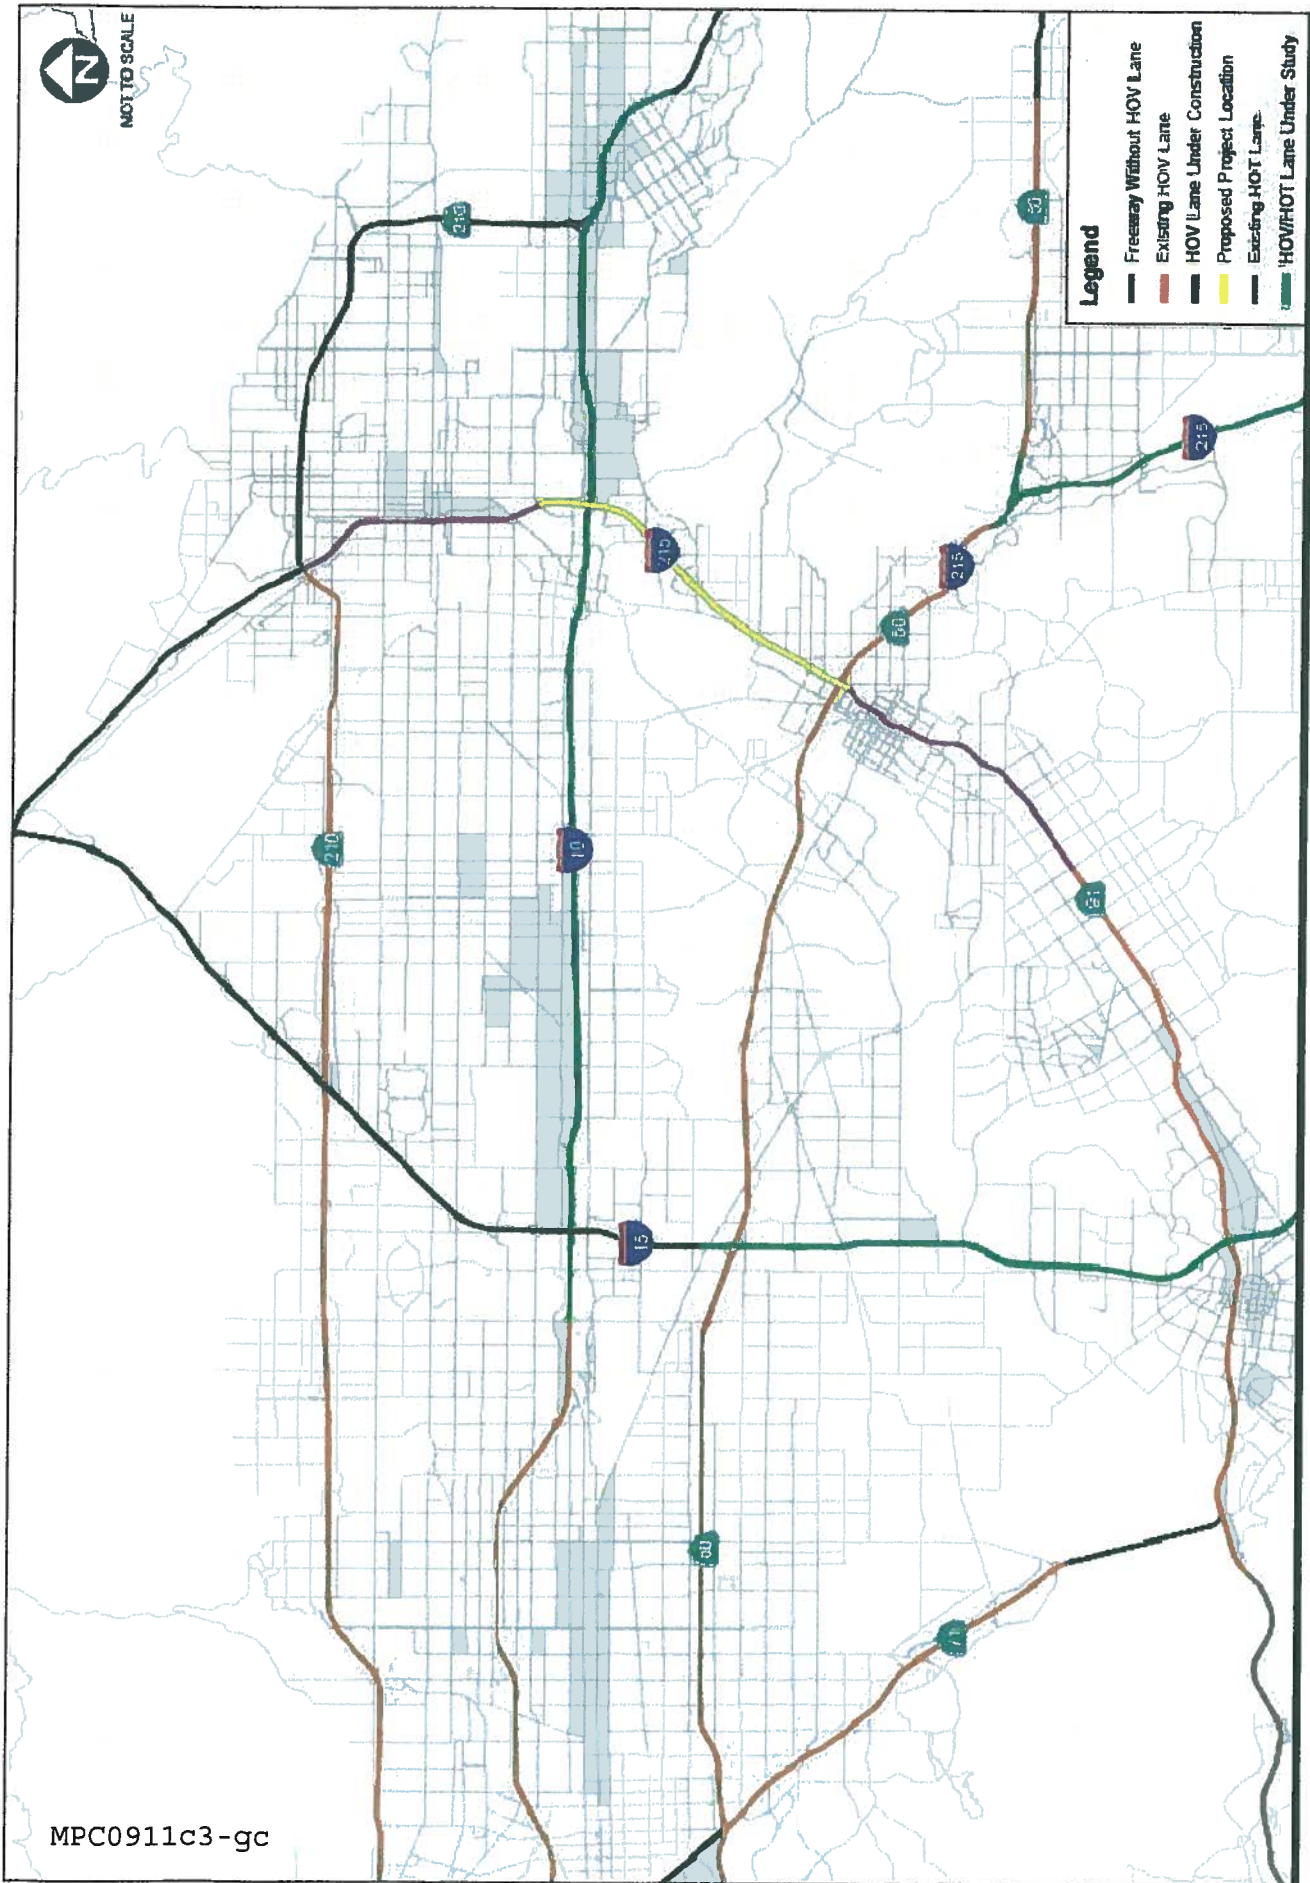 N
NOT TO SCALE
210
210
10
15
60
71
215
60
215
215
60
91
Legend
Freeway Without HOV Lane
Existing HOV Lane
HOV Lane Under Construction
Proposed Project Location
Existing HOT Lane
HOV/HOT Lane Under Study
MPC0911c3-gc